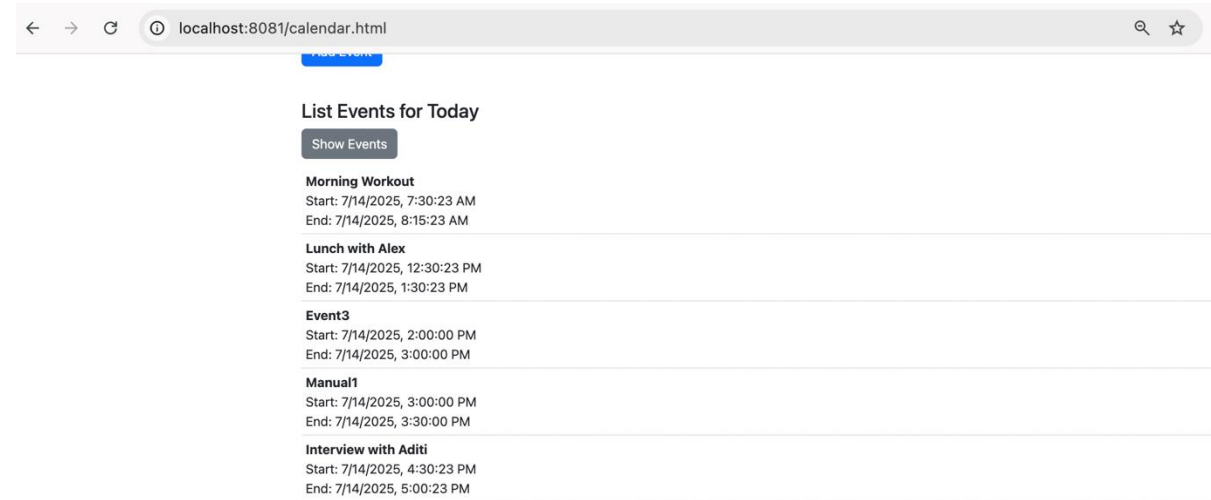 localhost:8081/calendar.html
Add Event
List Events for Today
Show Events
Morning Workout
Start: 7/14/2025, 7:30:23 AM
End: 7/14/2025, 8:15:23 AM
Lunch with Alex
Start: 7/14/2025, 12:30:23 PM
End: 7/14/2025, 1:30:23 PM
Event3
Start: 7/14/2025, 2:00:00 PM
End: 7/14/2025, 3:00:00 PM
Manual1
Start: 7/14/2025, 3:00:00 PM
End: 7/14/2025, 3:30:00 PM
Interview with Aditi
Start: 7/14/2025, 4:30:23 PM
End: 7/14/2025, 5:00:23 PM